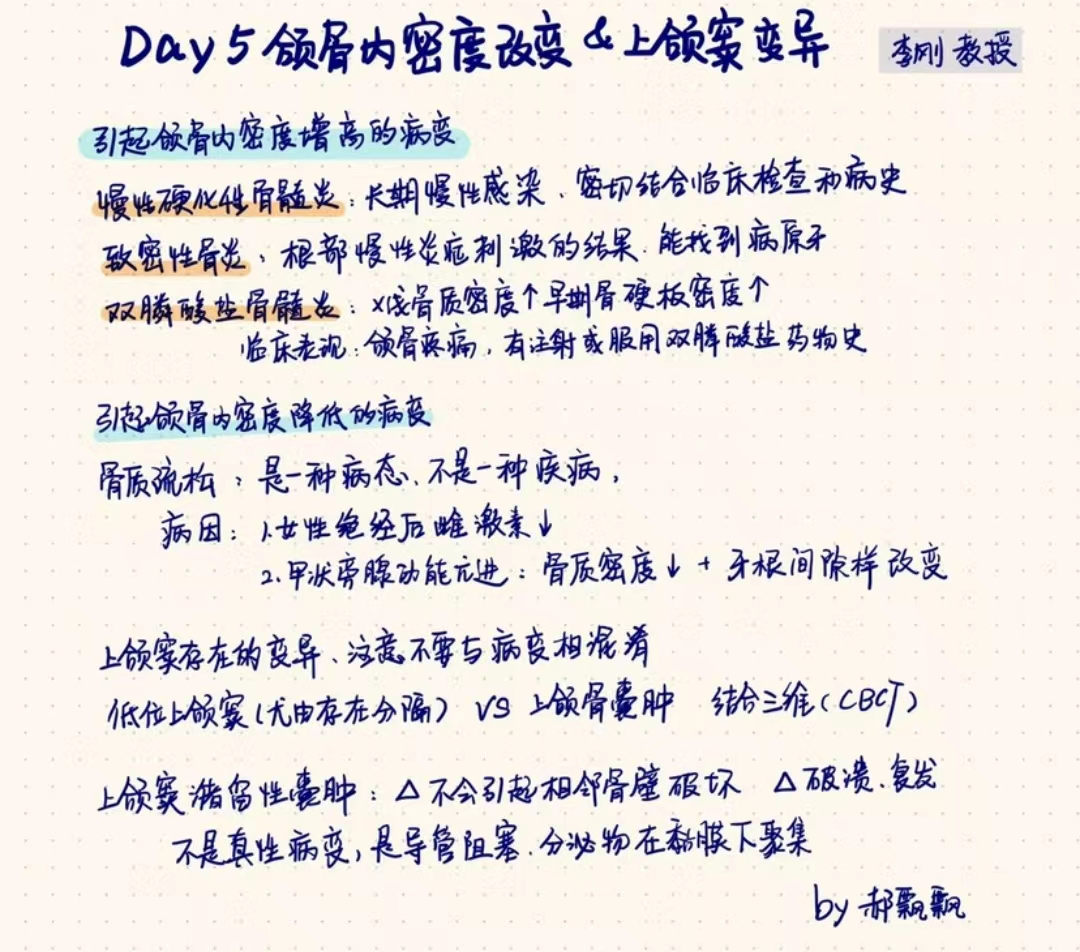 Day 5 颌骨内密度改变 & 上颌窦变异 李刚 教授
引起颌骨内密度增高的病变
慢性硬化性骨髓炎：长期慢性感染、密切结合临床检查和病史
致密性骨炎：根部慢性炎症刺激的结果、能找到病原牙
双膦酸盐骨髓炎：X线骨质密度↑早期骨硬板密度↑
临床表现：颌骨疼痛，有注射或服用双膦酸盐药物史
引起颌骨内密度降低的病变
骨质疏松：是一种病态、不是一种疾病，
病因：1.女性绝经后雌激素↓
2.甲状旁腺功能亢进：骨质密度↓ + 牙根间隙样改变
上颌窦存在的变异、注意不要与病变相混淆
低位上颌窦（尤由存在分隔）VS 上颌骨囊肿 结合三维（CBCT）
上颌窦潴留性囊肿：△不会引起相邻骨壁破坏 △破溃、复发
不是真性病变，是导管阻塞、分泌物在黏膜下聚集
by 郝飘飘